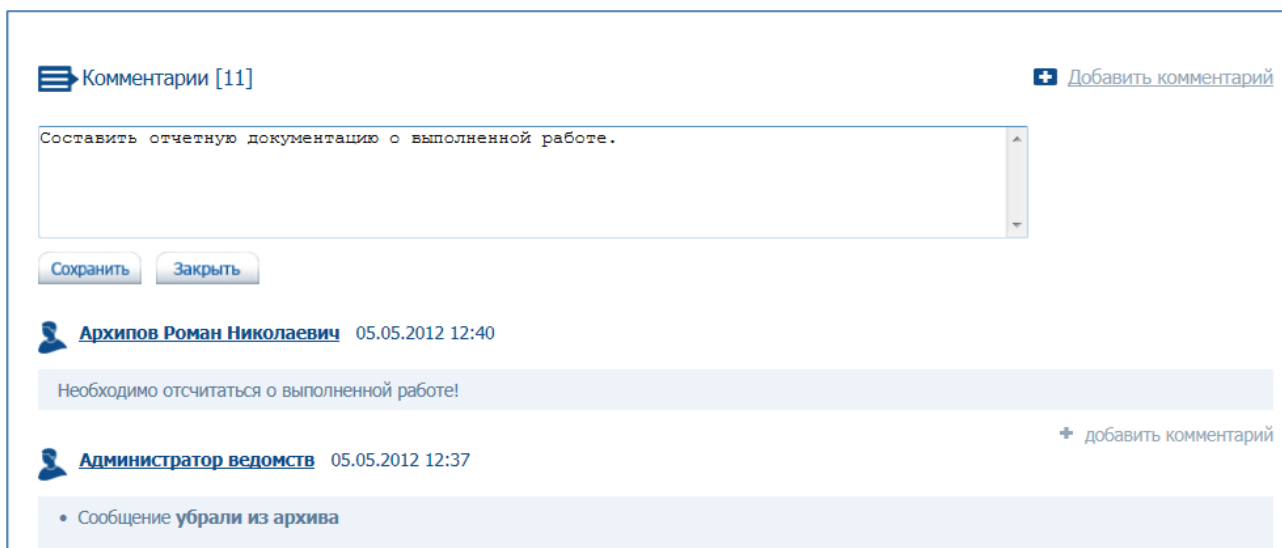 Комментарии [11]
Добавить комментарий
Составить отчетную документацию о выполненной работе.
Сохранить Закрыть
Архипов Роман Николаевич 05.05.2012 12:40
Необходимо отсчитаться о выполненной работе!
добавить комментарий
Администратор ведомств 05.05.2012 12:37
• Сообщение убрали из архива